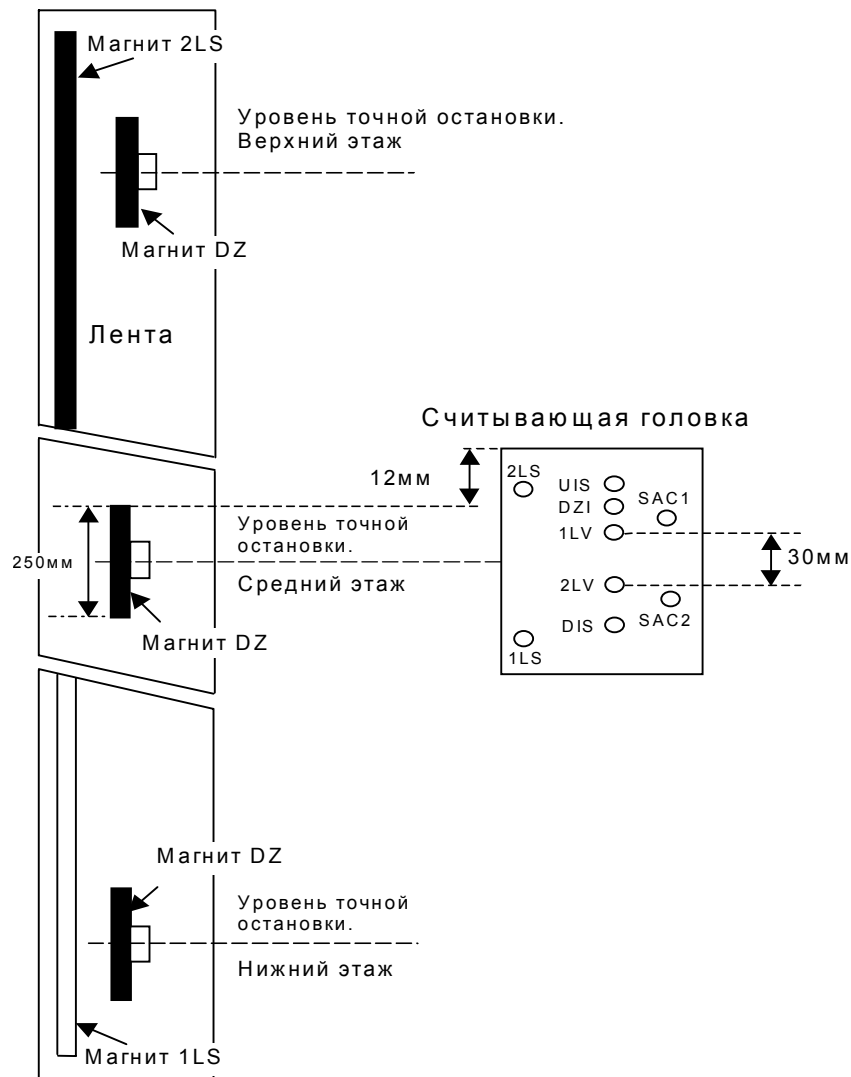 Магнит 2LS
Уровень точной остановки.
Верхний этаж
Магнит DZ
Лента
Считывающая головка
12мм
2LS
UIS
DZI
SAC1
1LV
Уровень точной
остановки.
250мм
30мм
Средний этаж
2LV
SAC2
DIS
Магнит DZ
1LS
Магнит DZ
Уровень точной
остановки.
Нижний этаж
Магнит 1LS